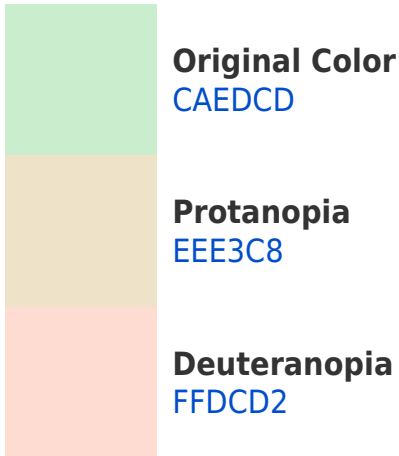 Original Color
CAEDCD
Protanopia
EEE3C8
Deuteranopia
FFDCD2